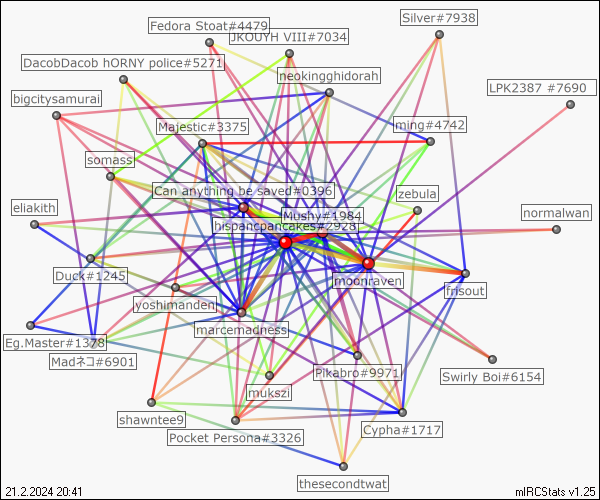 Fedora Stoat#4479
Silver#7938
JKOUYH VIII#7034
DacobDacob hORNY police#5271
neokingghidorah
LPK2387 #7690
bigcitysamurai
Majestic#3375
ming#4742
somass
Can anything be saved#0396
zebula
eliakith
Mushy#1984
normalwan
hispancpancakes#2928
Duck#1245
moonraven
frisout
yoshimanden
marcemadness
Eg.Master#1378
Madネコ#6901
Pikabro#9971
Swirly Boi#6154
mukszi
shawntee9
Pocket Persona#3326
Cypha#1717
thesecondtwat
21.2.2024 20:41
mIRCStats v1.25